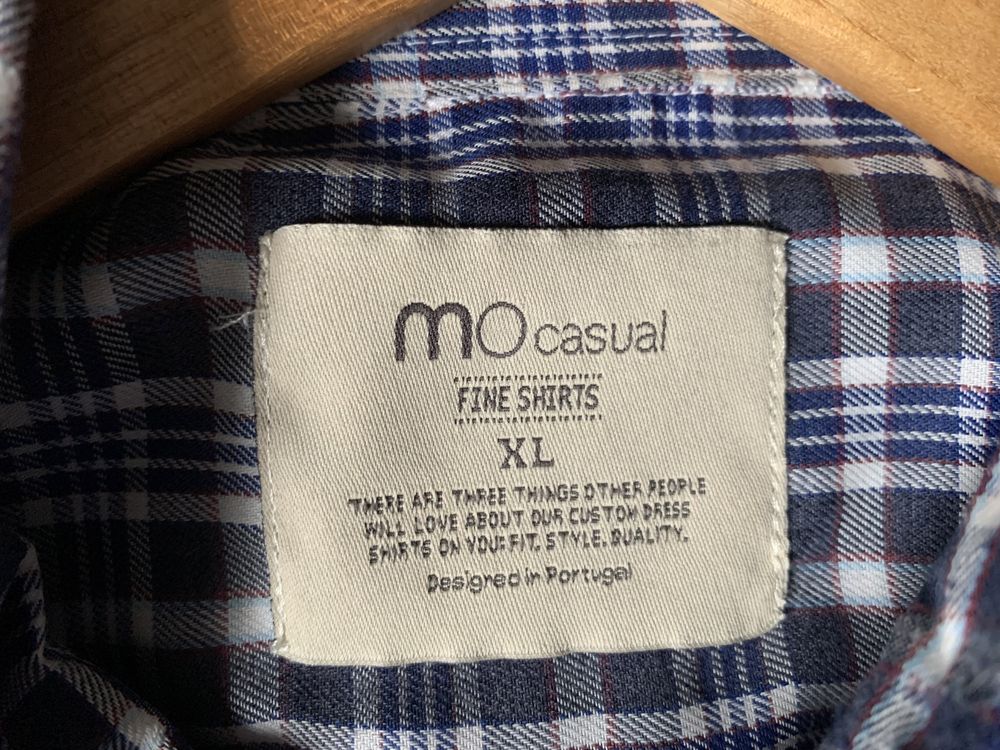 mo casual
FINE SHIRTS
XL
THERE ARE THREE THINGS OTHER PEOPLE
WILL LOVE ABOUT OUR CUSTOM DRESS
SHIRTS ON YOU: FIT. STYLE. QUALITY.
Designed in Portugal